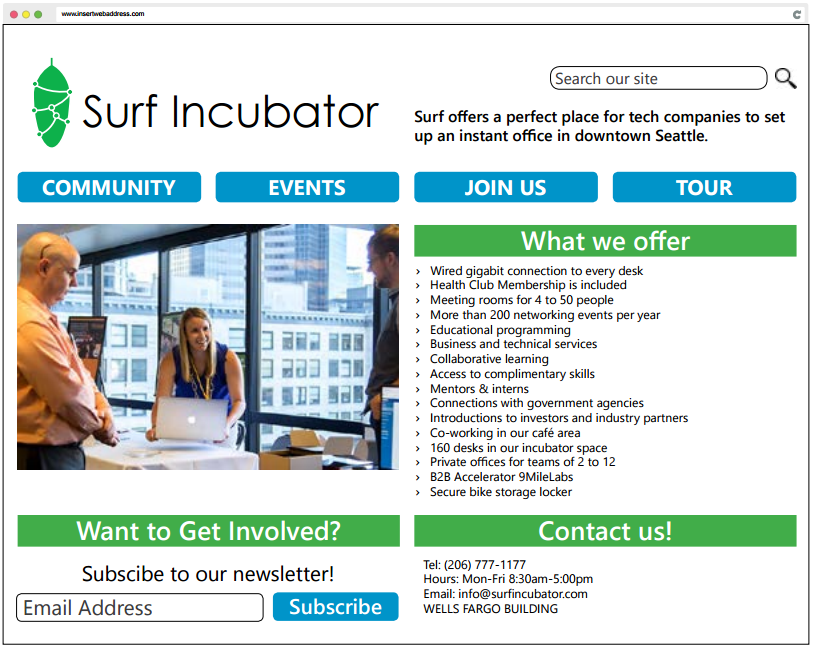 www.insertwebaddress.com
Surf Incubator
Search our site
Surf offers a perfect place for tech companies to set
up an instant office in downtown Seattle.
COMMUNITY
EVENTS
JOIN US
TOUR
What we offer
› Wired gigabit connection to every desk
› Health Club Membership is included
› Meeting rooms for 4 to 50 people
› More than 200 networking events per year
› Educational programming
› Business and technical services
› Collaborative learning
› Access to complimentary skills
› Mentors & interns
› Connections with government agencies
› Introductions to investors and industry partners
› Co-working in our café area
› 160 desks in our incubator space
› Private offices for teams of 2 to 12
› B2B Accelerator 9MileLabs
› Secure bike storage locker
Want to Get Involved?
Subscibe to our newsletter!
Email Address
Subscribe
Contact us!
Tel: (206) 777-1177
Hours: Mon-Fri 8:30am-5:00pm
Email: info@surfincubator.com
WELLS FARGO BUILDING